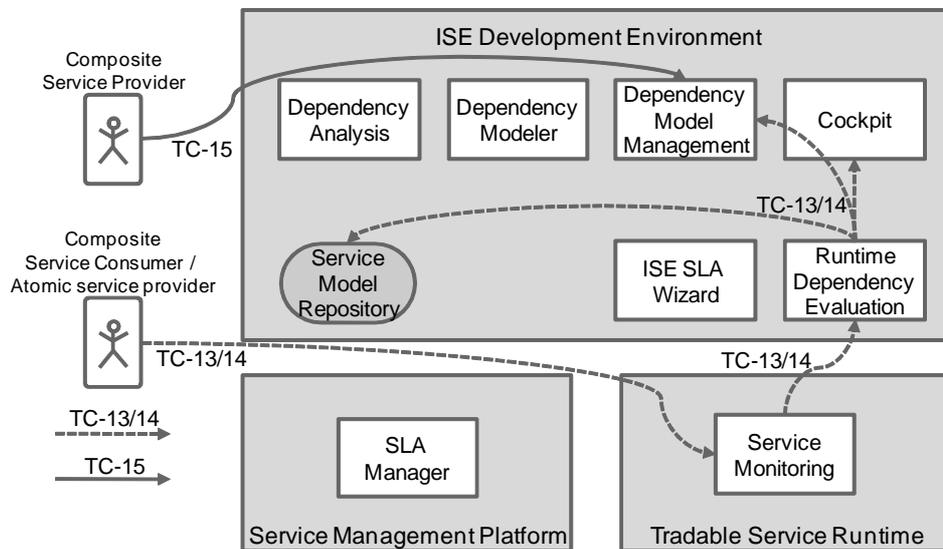 ISE Development Environment
Composite
Service Provider
TC-15
Dependency
Analysis
Dependency
Modeler
Dependency
Model
Management
Cockpit
TC-13/14
Composite
Service Consumer /
Atomic service provider
Service
Model
Repository
ISE SLA
Wizard
Runtime
Dependency
Evaluation
TC-13/14
TC-13/14
TC-13/14
TC-15
SLA
Manager
Service Management Platform
Service
Monitoring
Tradable Service Runtime